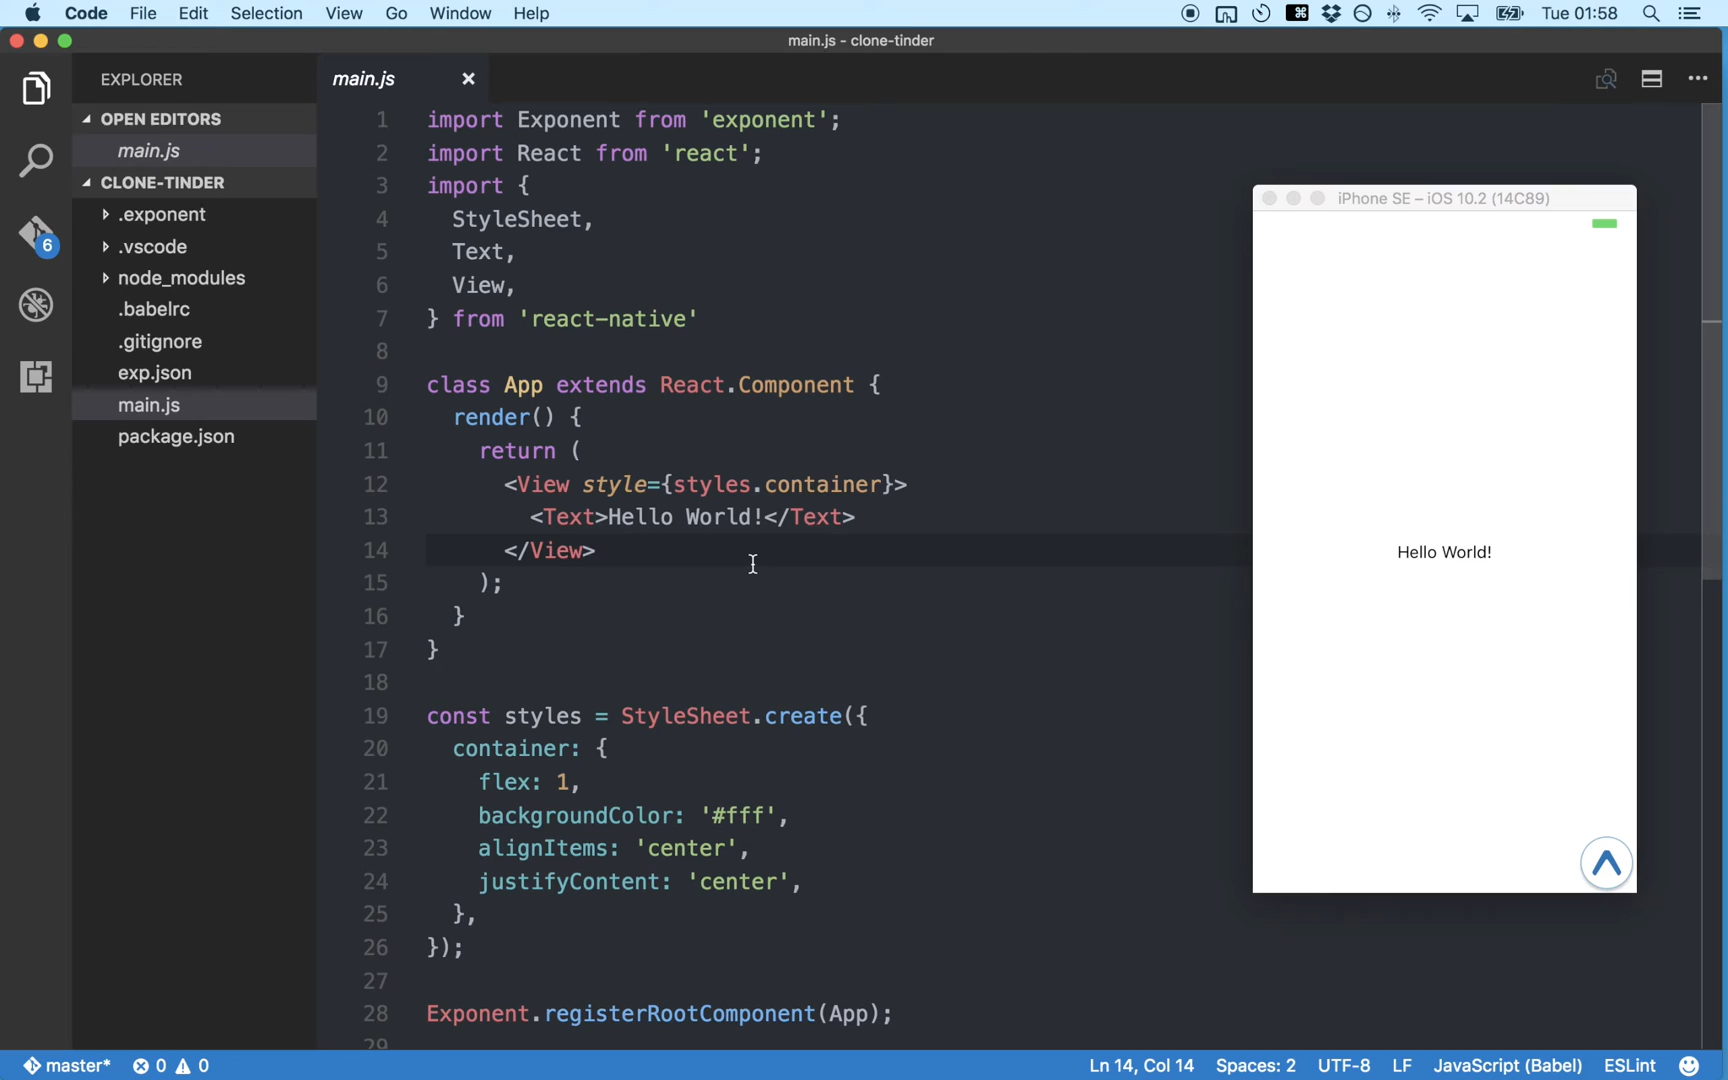 Code File Edit Selection View Go Window Help Tue 01:58
main.js - clone-tinder
EXPLORER
OPEN EDITORS
main.js
CLONE-TINDER
.exponent
.vscode
node_modules
.babelrc
.gitignore
exp.json
main.js
package.json
6
main.js
1 import Exponent from 'exponent';
2 import React from 'react';
3 import {
4 StyleSheet,
5 Text,
6 View,
7 } from 'react-native'
8
9 class App extends React.Component {
10 render() {
11 return (
12 <View style={styles.container}>
13 <Text>Hello World!</Text>
14 </View>
15 );
16 }
17 }
18
19 const styles = StyleSheet.create({
20 container: {
21 flex: 1,
22 backgroundColor: '#fff',
23 alignItems: 'center',
24 justifyContent: 'center',
25 },
26 });
27
28 Exponent.registerRootComponent(App);
29
iPhone SE – iOS 10.2 (14C89)
Hello World!
master* 0 0 Ln 14, Col 14 Spaces: 2 UTF-8 LF JavaScript (Babel) ESLint